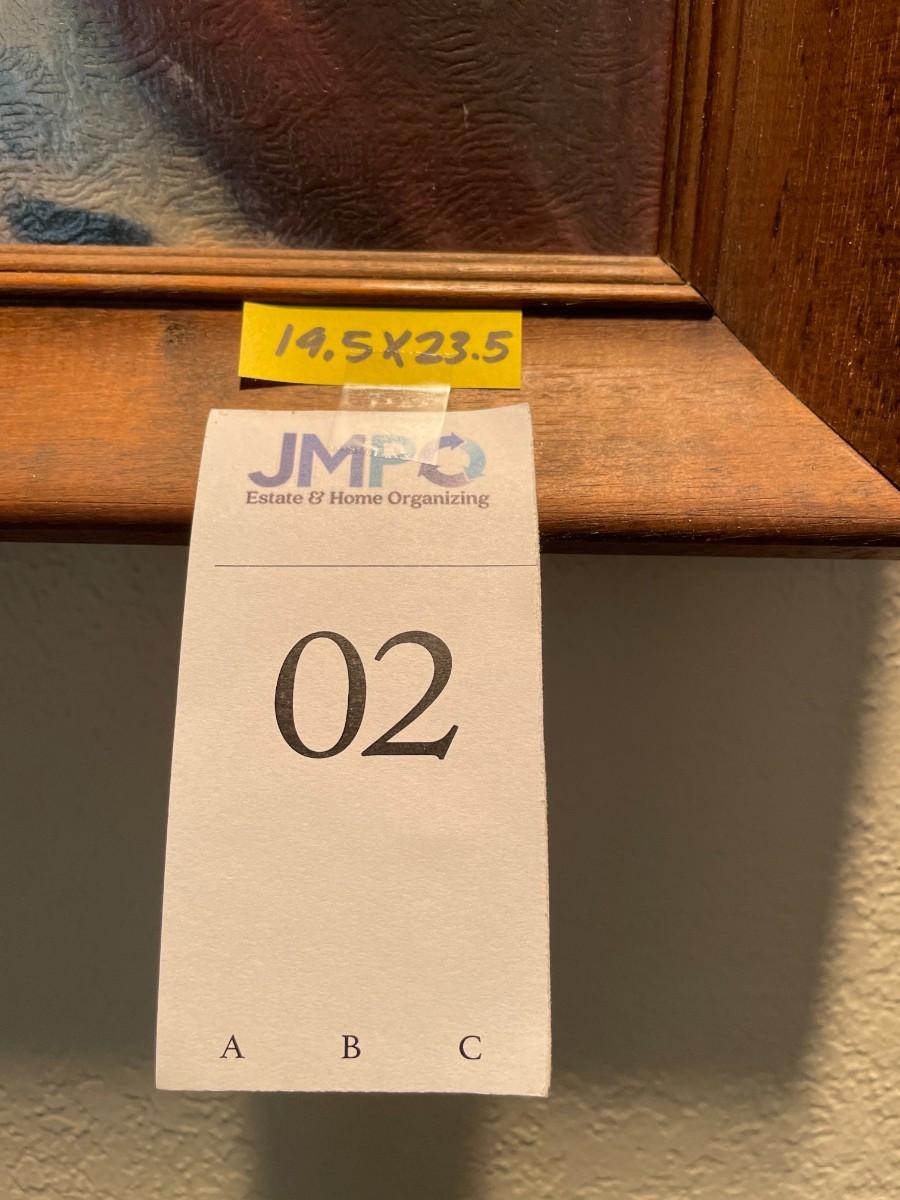 19.5X23.5
JMPO
Estate & Home Organizing
02
A B C